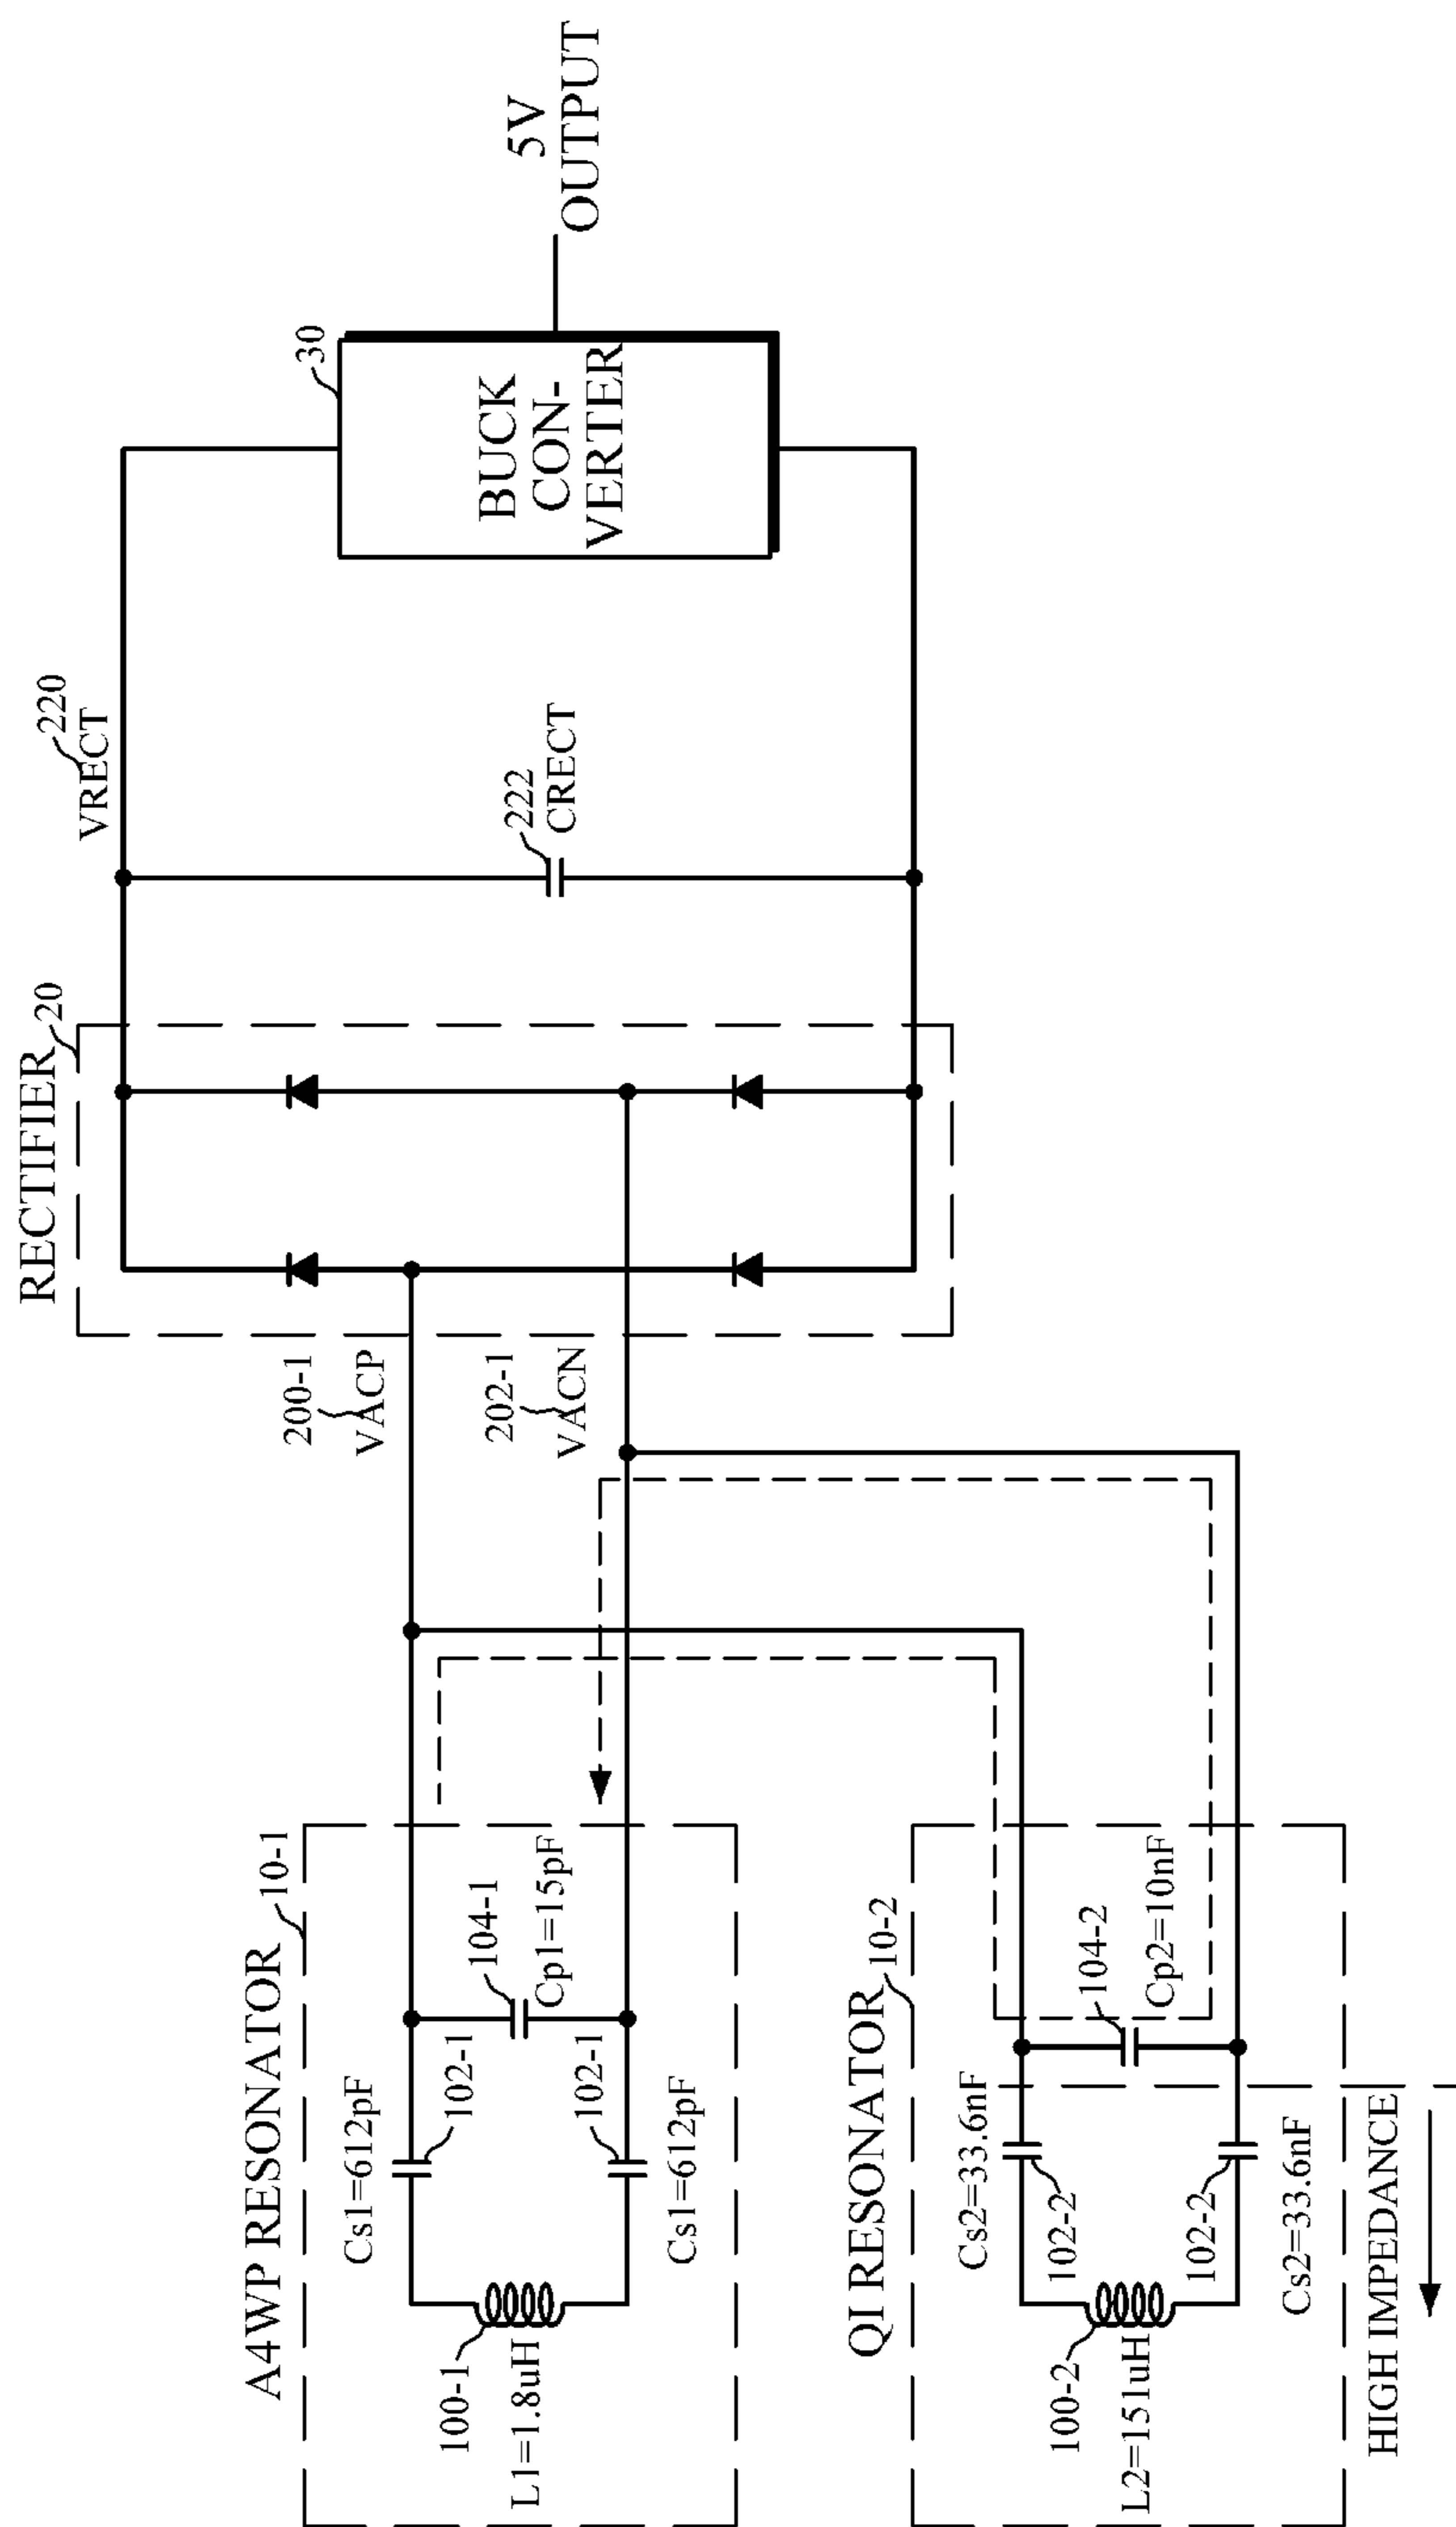 A4WP RESONATOR
10-1
Cs1=612pF
102-1
104-1
Cp1=15pF
100-1
L1=1.8uH
102-1
Cs1=612pF
QI RESONATOR
10-2
Cs2=33.6nF
102-2
104-2
Cp2=10nF
100-2
L2=151uH
102-2
Cs2=33.6nF
HIGH IMPEDANCE
200-1
VACP
202-1
VACN
RECTIFIER
20
220
VRECT
222
CRECT
30
BUCK
CON-
VERTER
5V
OUTPUT